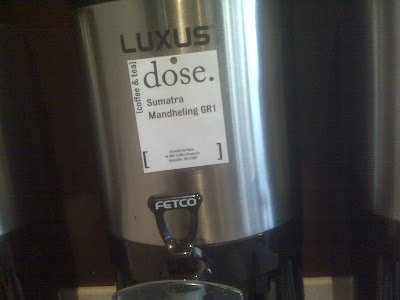 LUXUS
[coffee & tea]
dose.
Sumatra
Mandheling GR1
FETCO